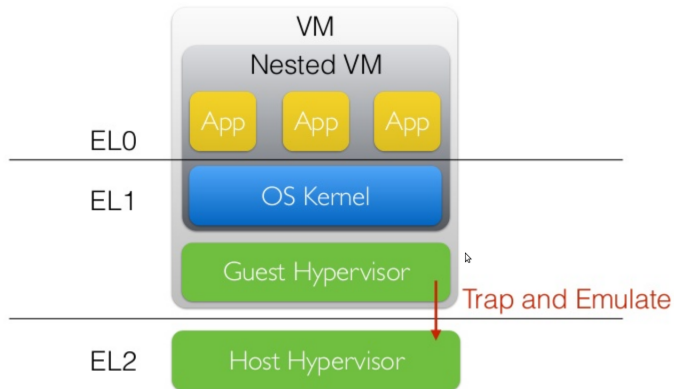 VM
Nested VM
App App App
EL0
EL1
OS Kernel
Guest Hypervisor
Trap and Emulate
EL2
Host Hypervisor